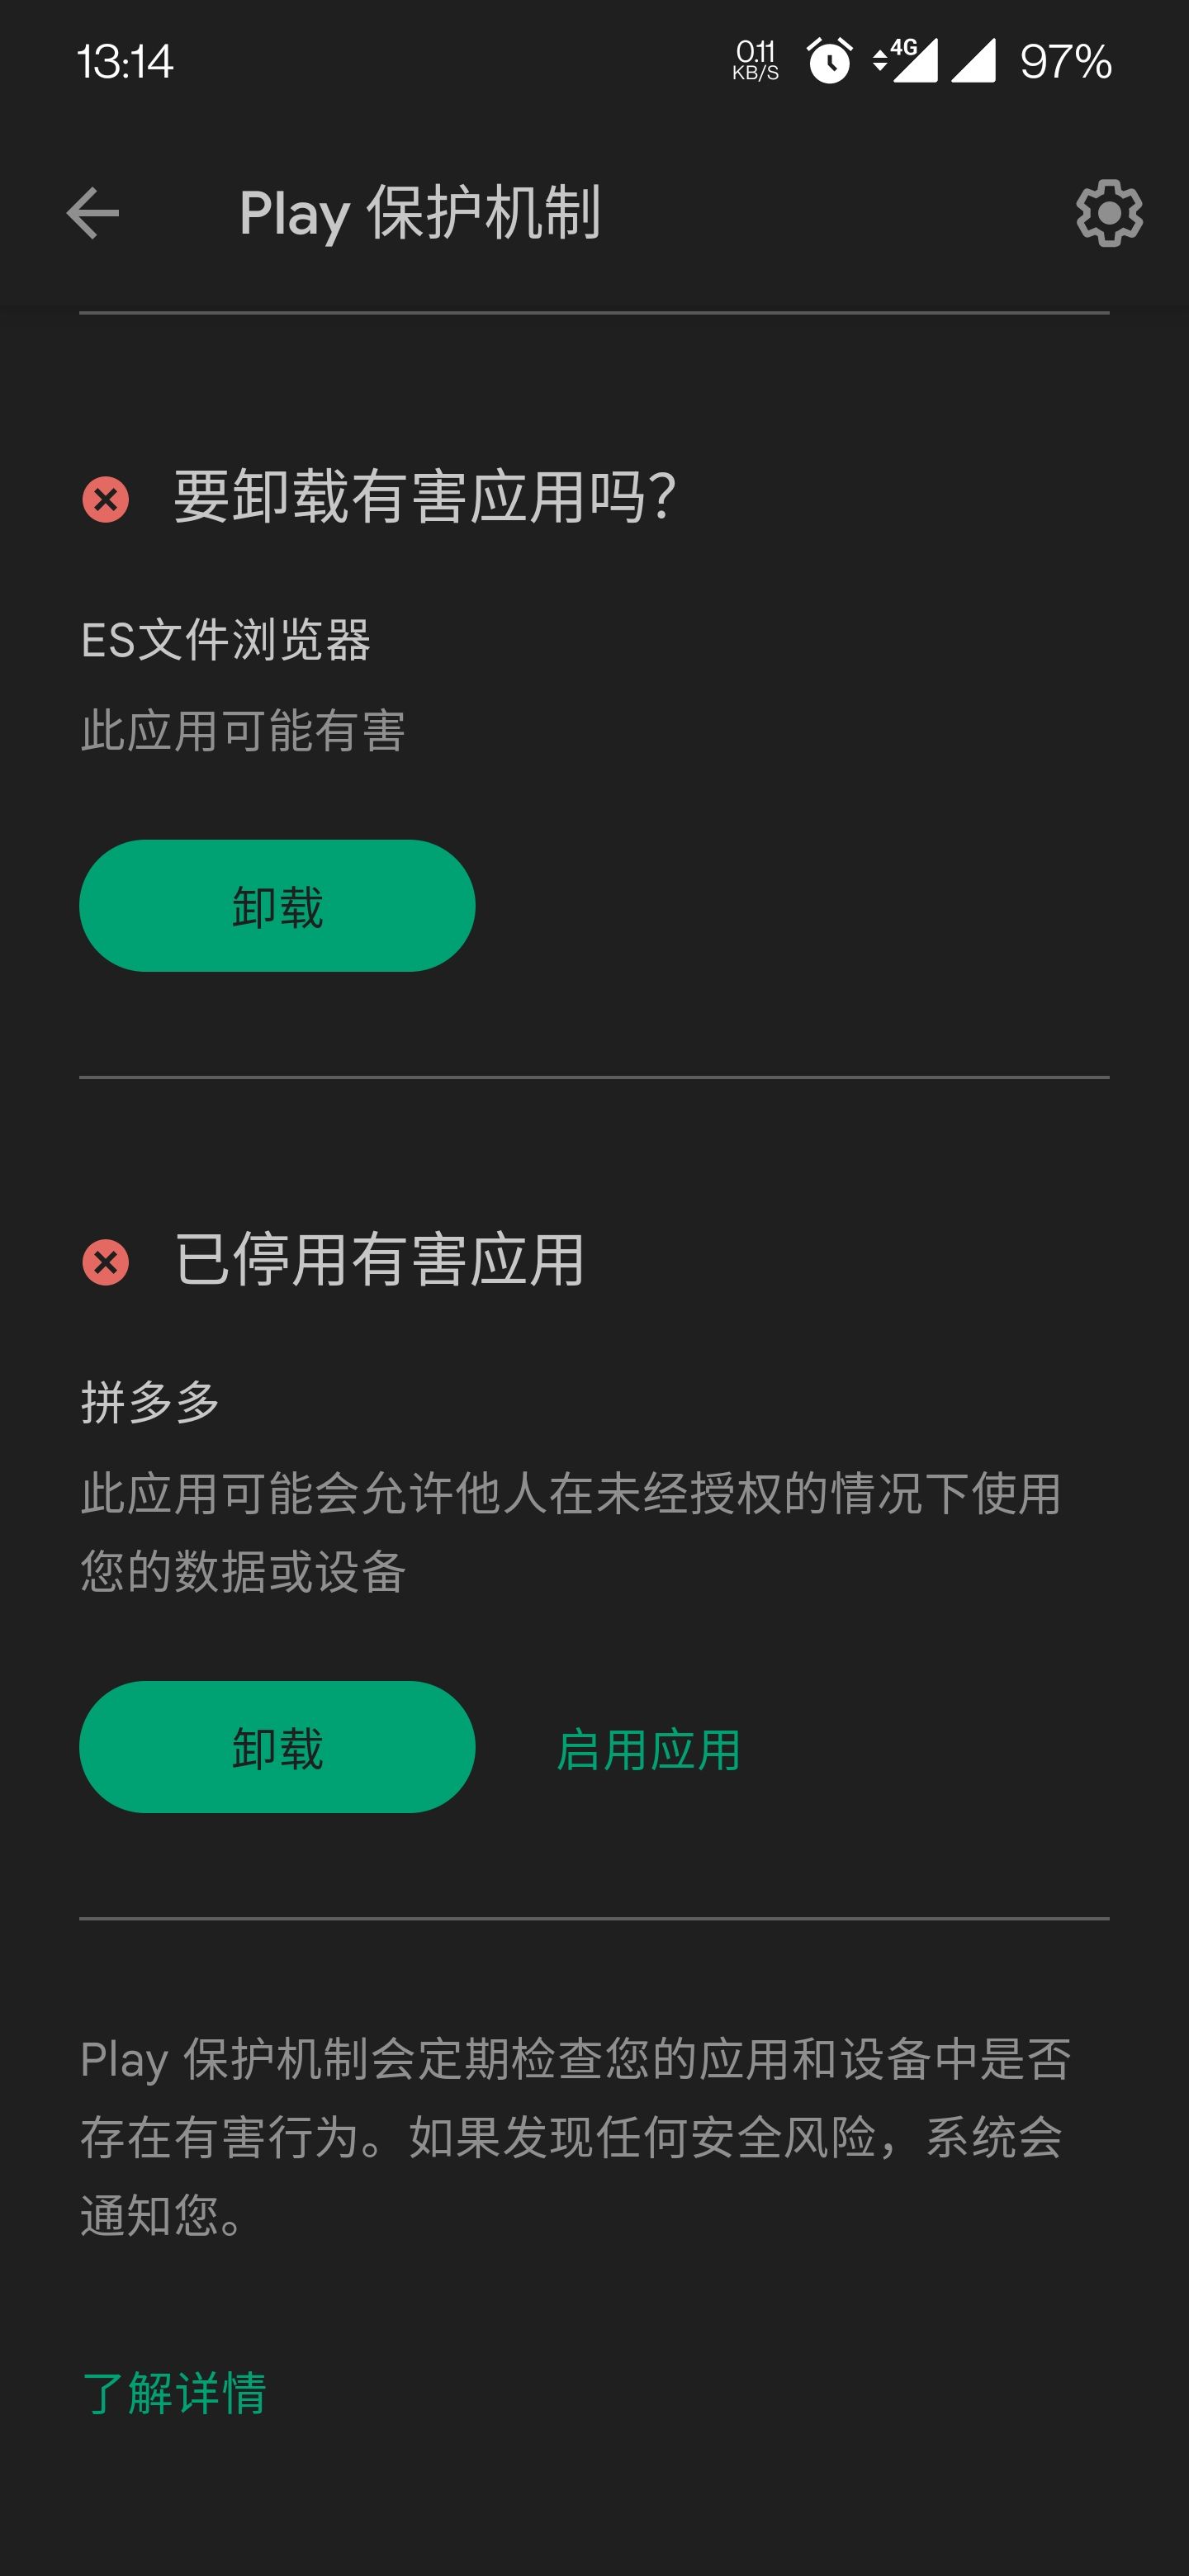 13:14
0.11 KB/S 4G 97%
Play 保护机制
要卸载有害应用吗？
ES文件浏览器
此应用可能有害
卸载
已停用有害应用
拼多多
此应用可能会允许他人在未经授权的情况下使用
您的数据或设备
卸载 启用应用
Play 保护机制会定期检查您的应用和设备中是否
存在有害行为。如果发现任何安全风险，系统会
通知您。
了解详情